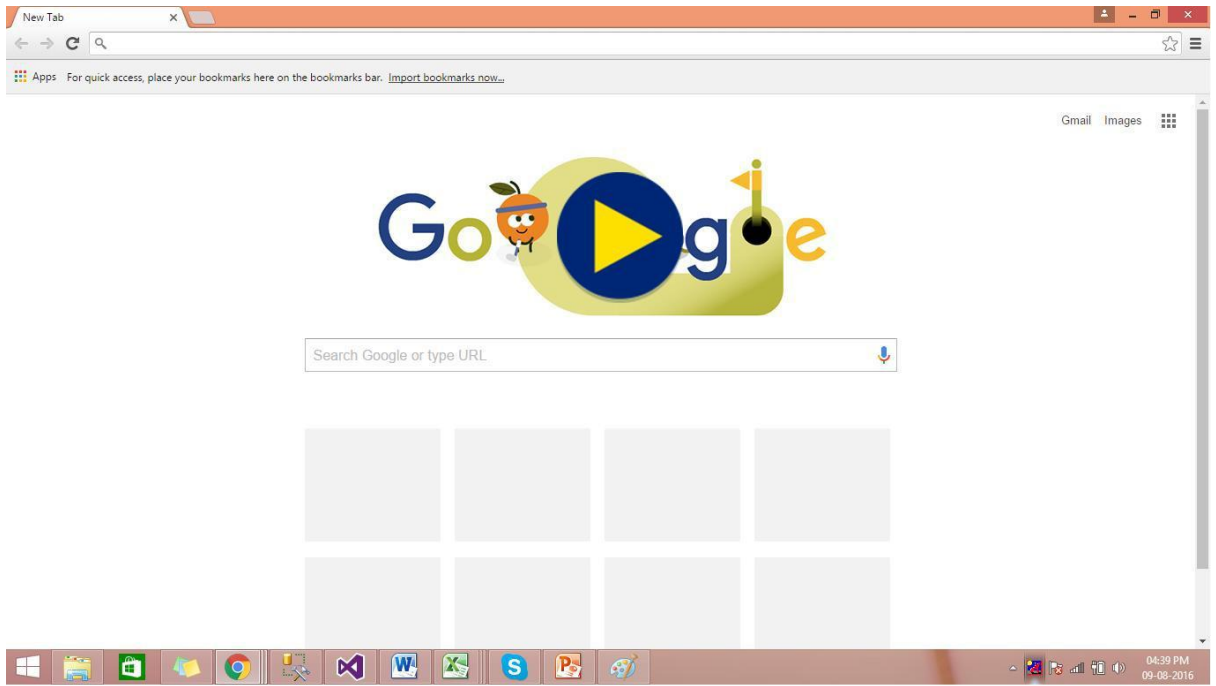 New Tab
Apps For quick access, place your bookmarks here on the bookmarks bar. Import bookmarks now...
Gmail Images
Google
Search Google or type URL
04:39 PM
09-08-2016